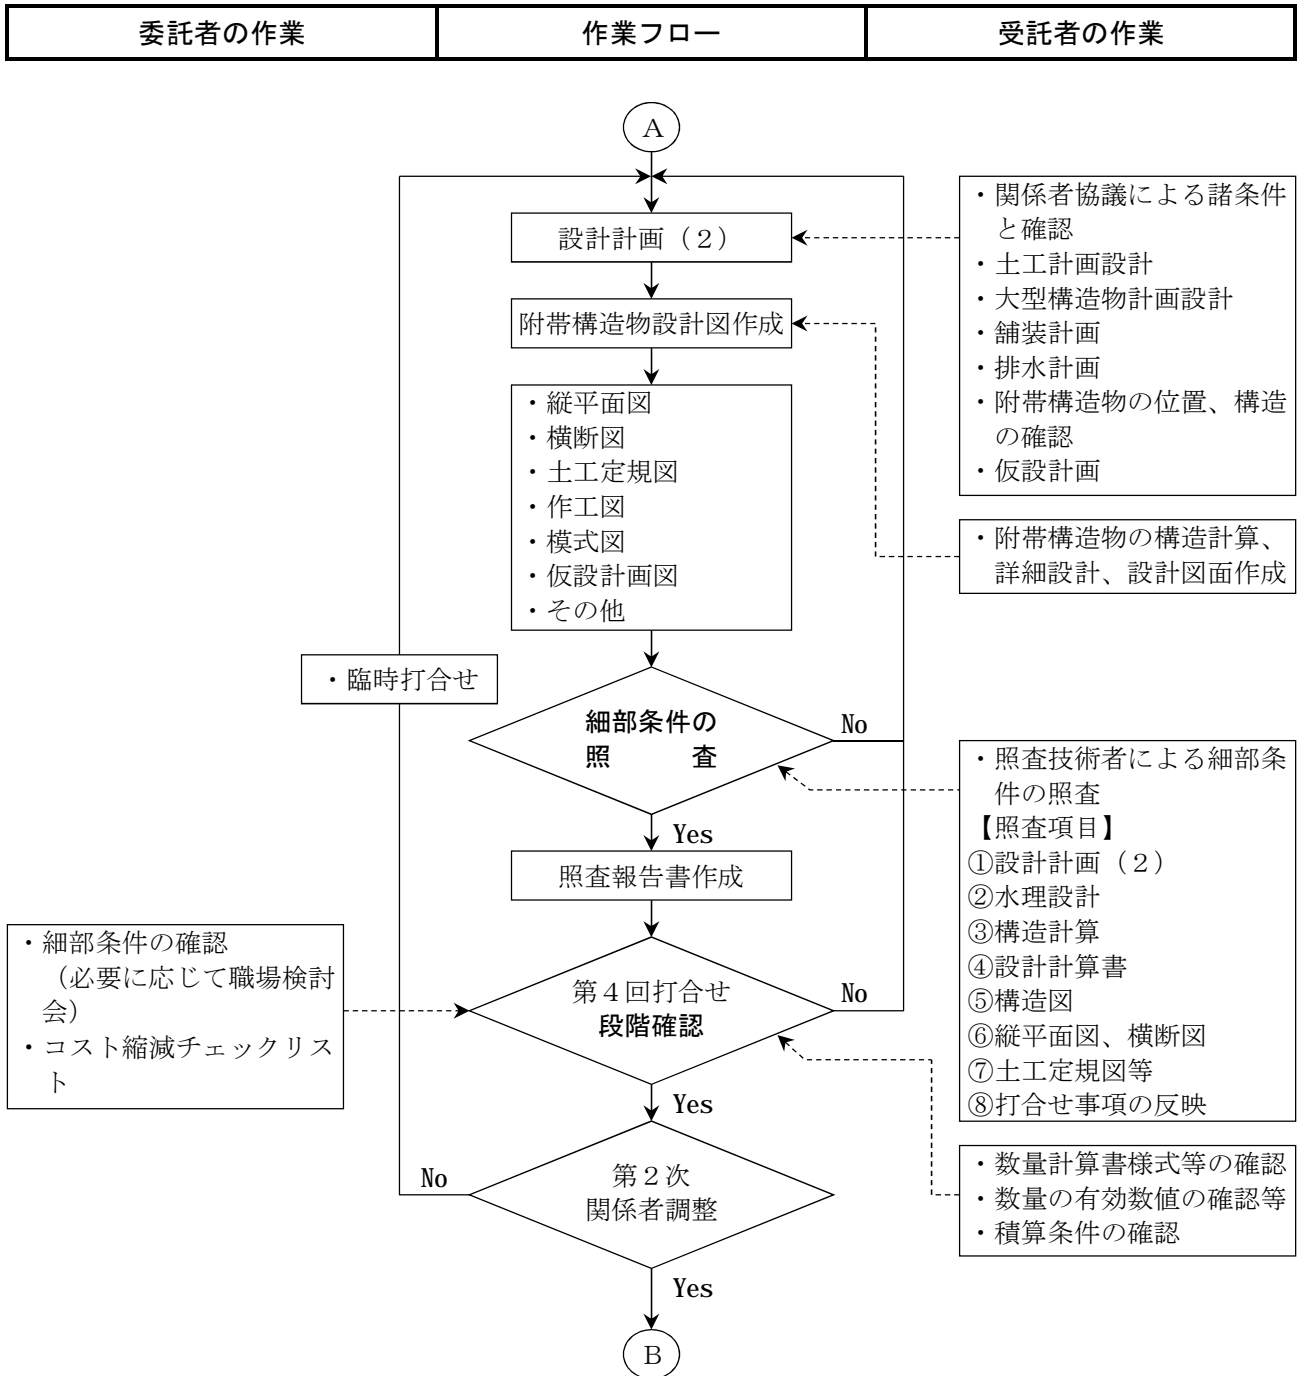 委託者の作業
作業フロー
受託者の作業
A
設計計画（２）
附帯構造物設計図作成
・縦平面図
・横断図
・土工定規図
・作工図
・模式図
・仮設計画図
・その他
・臨時打合せ
細部条件の
照　　　査
No
Yes
照査報告書作成
第４回打合せ
段階確認
No
Yes
第２次
関係者調整
No
Yes
B
・細部条件の確認
（必要に応じて職場検討
会）
・コスト縮減チェックリス
ト
・関係者協議による諸条件
と確認
・土工計画設計
・大型構造物計画設計
・舗装計画
・排水計画
・附帯構造物の位置、構造
の確認
・仮設計画
・附帯構造物の構造計算、
詳細設計、設計図面作成
・照査技術者による細部条
件の照査
【照査項目】
①設計計画（２）
②水理設計
③構造計算
④設計計算書
⑤構造図
⑥縦平面図、横断図
⑦土工定規図等
⑧打合せ事項の反映
・数量計算書様式等の確認
・数量の有効数値の確認等
・積算条件の確認